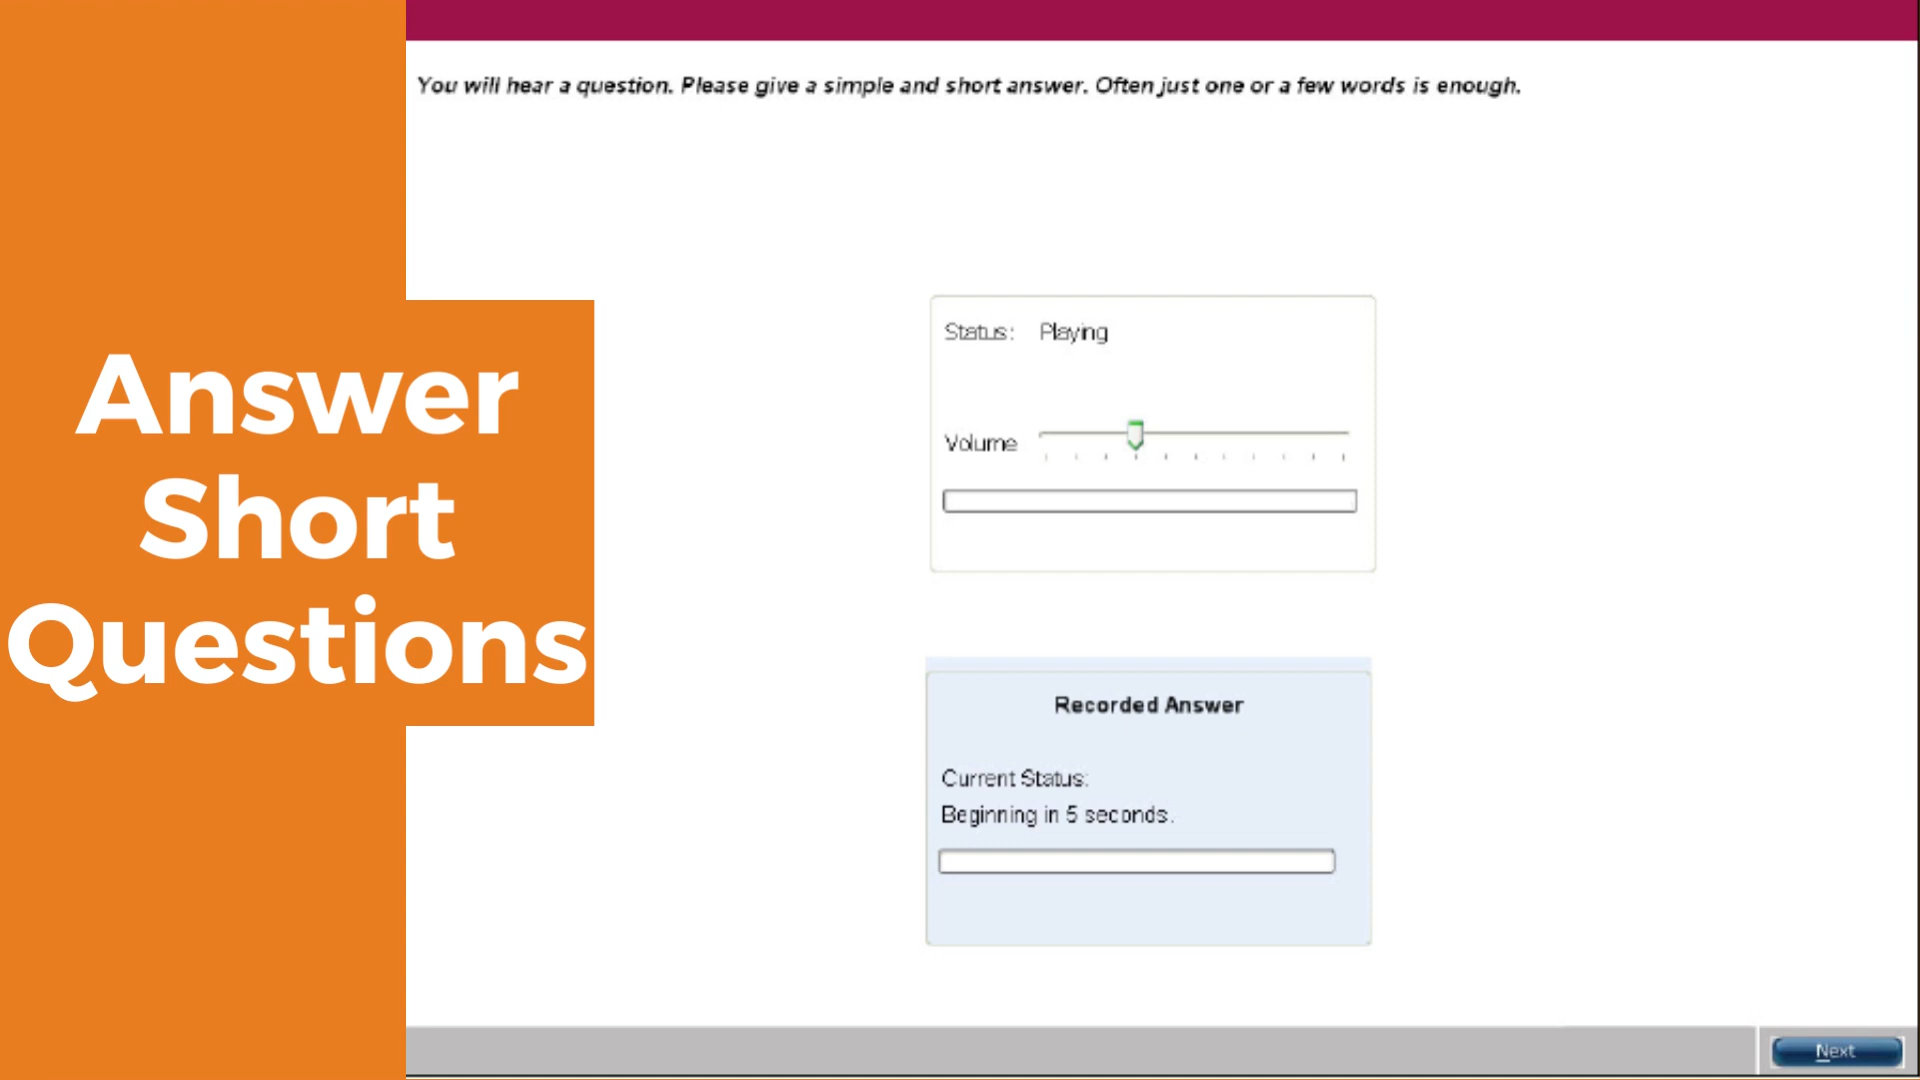 You will hear a question. Please give a simple and short answer. Often just one or a few words is enough.
Answer
Short
Questions
Status: Playing
Volume
Recorded Answer
Current Status:
Beginning in 5 seconds.
Next